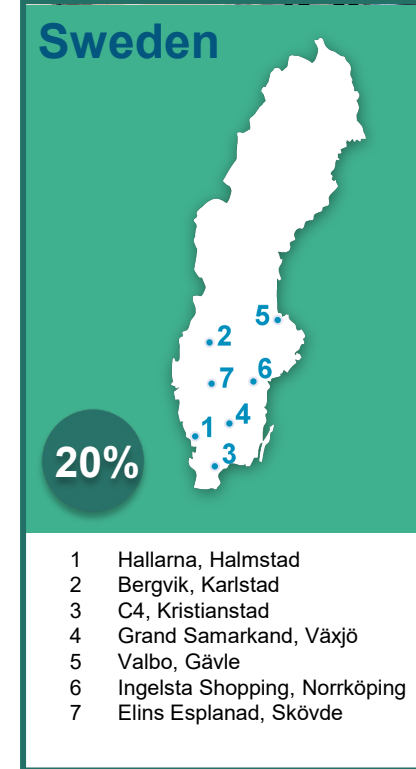 Sweden
5
2
7 6
4
1
3
20%
1 Hallarna, Halmstad
2 Bergvik, Karlstad
3 C4, Kristianstad
4 Grand Samarkand, Växjö
5 Valbo, Gävle
6 Ingelsta Shopping, Norrköping
7 Elins Esplanad, Skövde